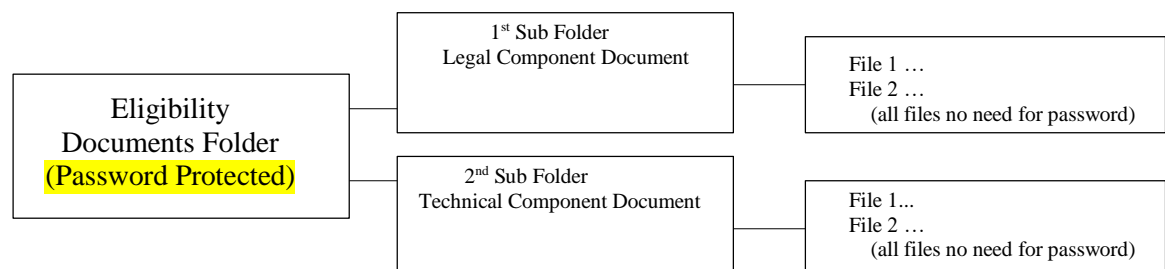 Eligibility
Documents Folder
(Password Protected)
1st Sub Folder
Legal Component Document
File 1 …
File 2 …
(all files no need for password)
2nd Sub Folder
Technical Component Document
File 1...
File 2 …
(all files no need for password)